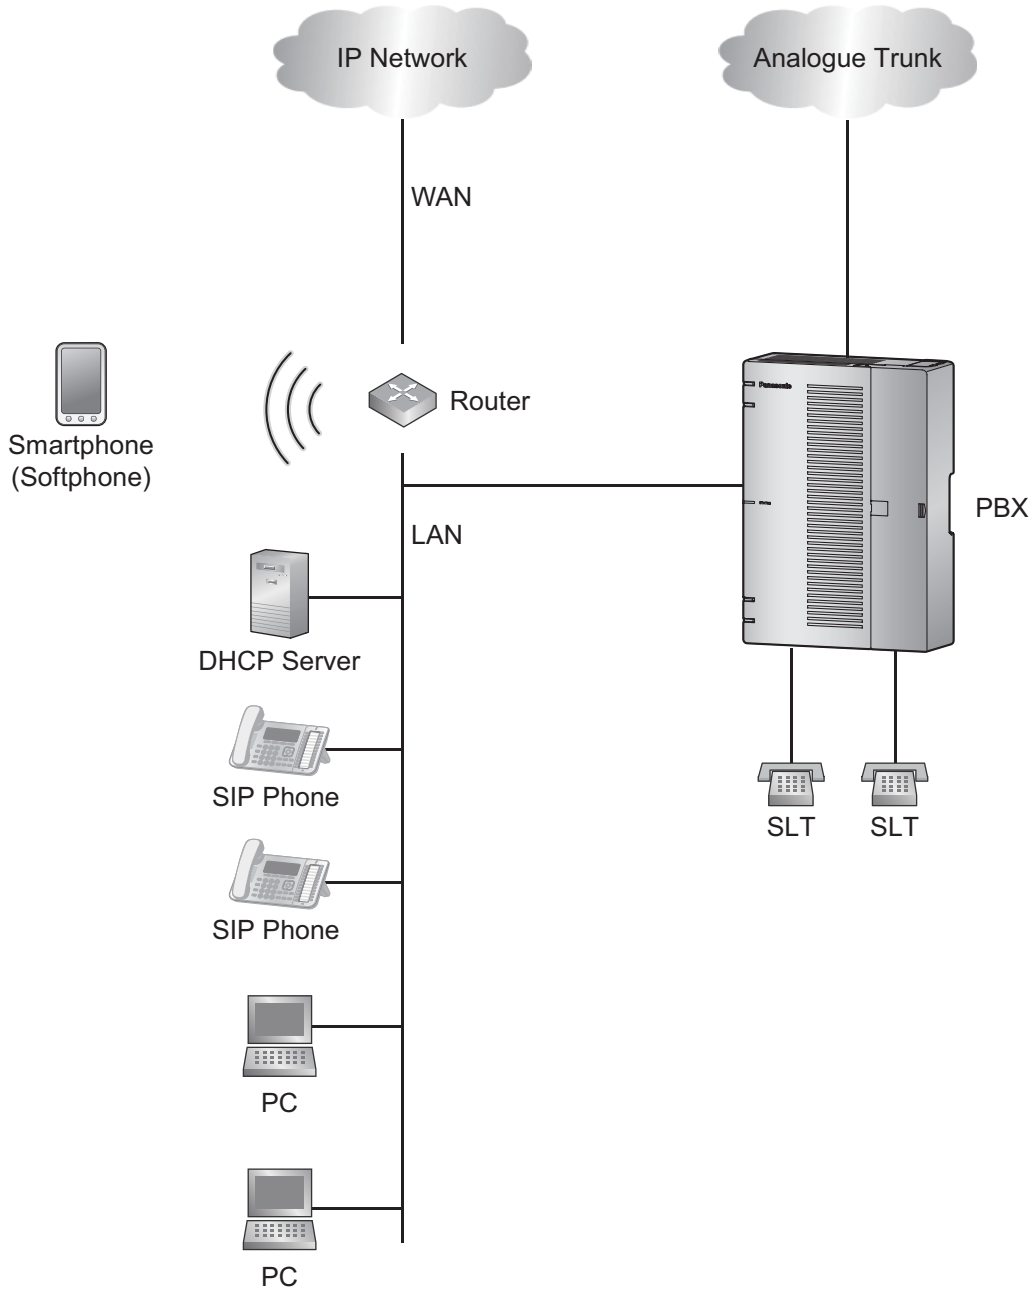 IP Network
Analogue Trunk
WAN
Smartphone
(Softphone)
Router
Panasonic
PBX
LAN
DHCP Server
SIP Phone
SLT
SLT
SIP Phone
PC
PC